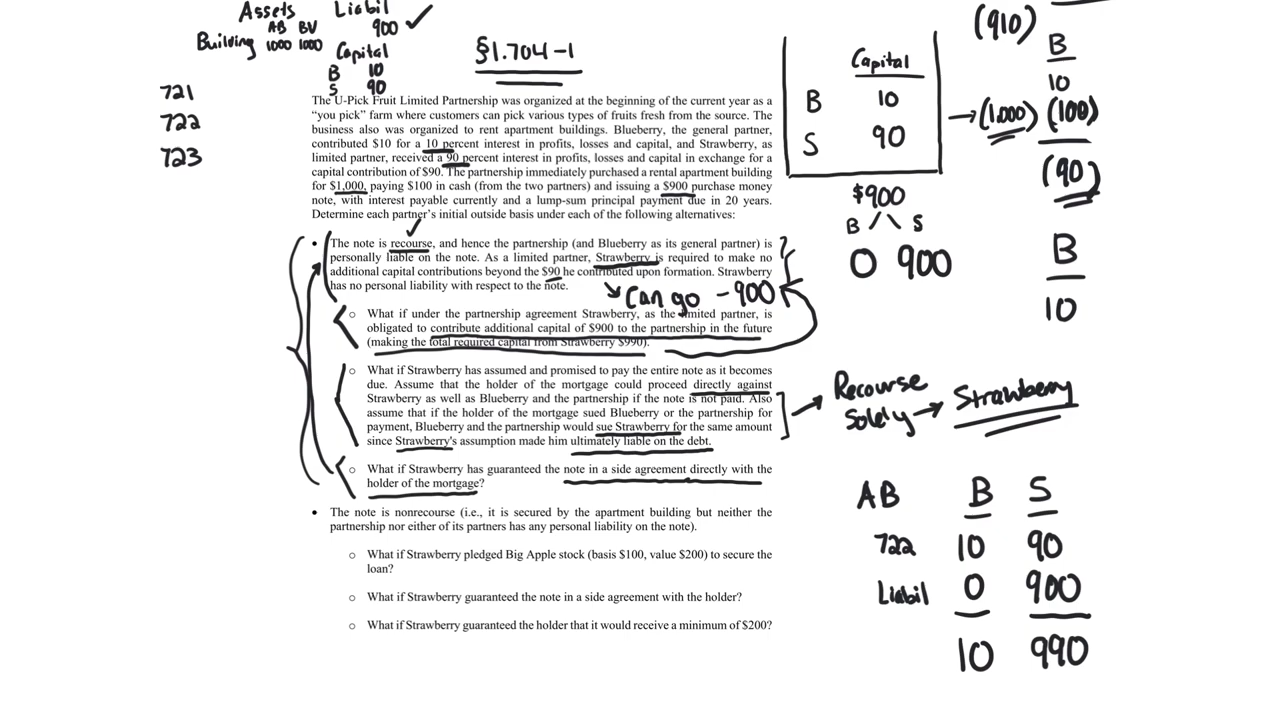 Assets Liabil
AB BV 900 ✓
Building 1000 1000 Capital
B 10
S 90
§1.704-1
721
722
723
The U-Pick Fruit Limited Partnership was organized at the beginning of the current year as a
“you pick” farm where customers can pick various types of fruits fresh from the source. The
business also was organized to rent apartment buildings. Blueberry, the general partner,
contributed $10 for a 10 percent interest in profits, losses and capital, and Strawberry, as
limited partner, received a 90 percent interest in profits, losses and capital in exchange for a
capital contribution of $90. The partnership immediately purchased a rental apartment building
for $1,000, paying $100 in cash (from the two partners) and issuing a $900 purchase money
note, with interest payable currently and a lump-sum principal payment due in 20 years.
Determine each partner’s initial outside basis under each of the following alternatives:
• The note is recourse, and hence the partnership (and Blueberry as its general partner) is
personally liable on the note. As a limited partner, Strawberry is required to make no
additional capital contributions beyond the $90 he contributed upon formation. Strawberry
has no personal liability with respect to the note.
Can go -900
o What if under the partnership agreement Strawberry, as the limited partner, is
obligated to contribute additional capital of $900 to the partnership in the future
(making the total required capital from Strawberry $990).
o What if Strawberry has assumed and promised to pay the entire note as it becomes
due. Assume that the holder of the mortgage could proceed directly against
Strawberry as well as Blueberry and the partnership if the note is not paid. Also
assume that if the holder of the mortgage sued Blueberry or the partnership for
payment, Blueberry and the partnership would sue Strawberry for the same amount
since Strawberry’s assumption made him ultimately liable on the debt.
o What if Strawberry has guaranteed the note in a side agreement directly with the
holder of the mortgage?
• The note is nonrecourse (i.e., it is secured by the apartment building but neither the
partnership nor either of its partners has any personal liability on the note).
o What if Strawberry pledged Big Apple stock (basis $100, value $200) to secure the
loan?
o What if Strawberry guaranteed the note in a side agreement with the holder?
o What if Strawberry guaranteed the holder that it would receive a minimum of $200?
Capital
B 10
S 90
$900
B S
0 900
(910)
B
10
→ (1,000) (100)
(90)
B
10
Recourse
Solely → Strawberry
AB B S
722 10 90
Liabil 0 900
10 990